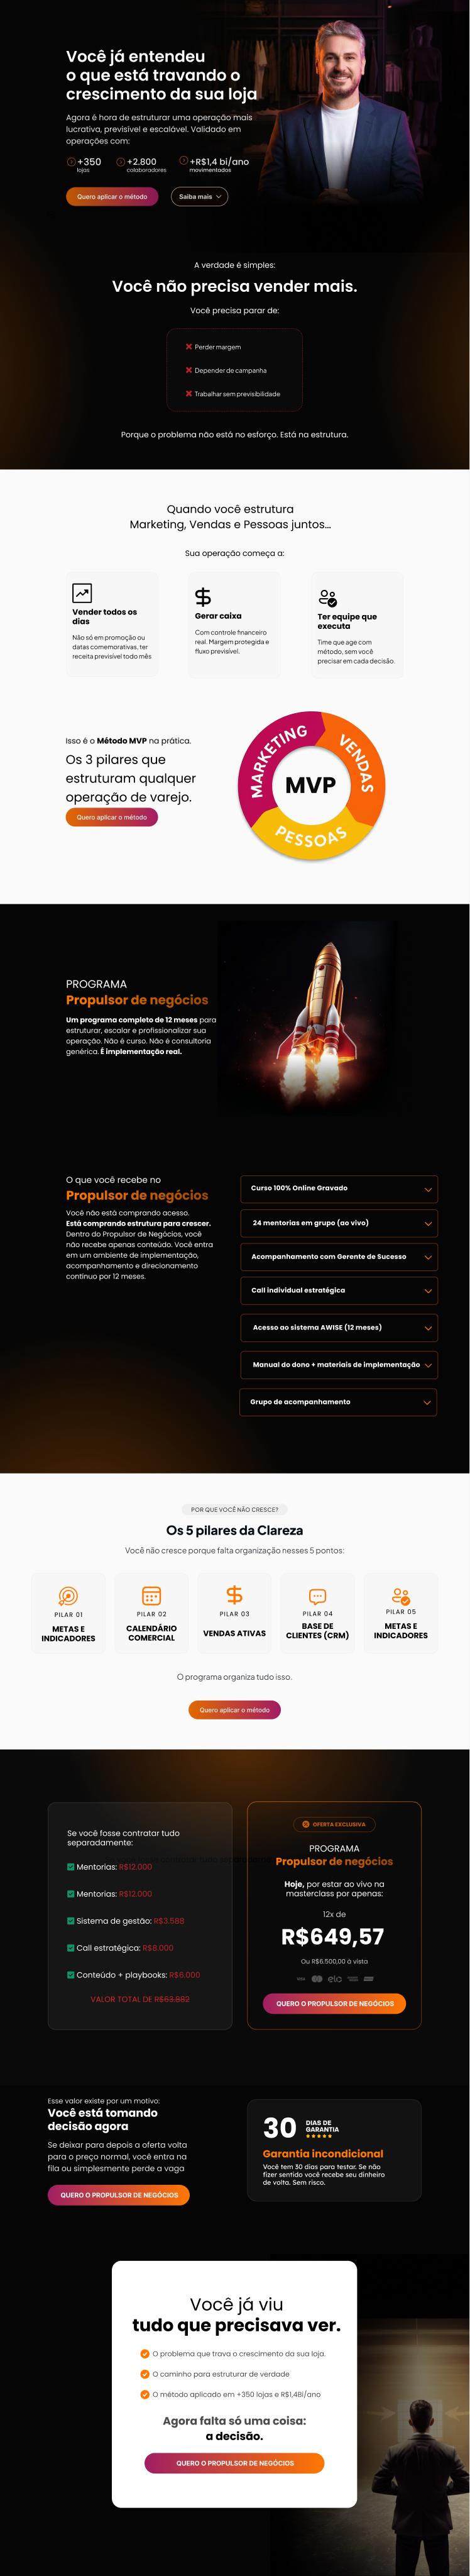 Você já entendeu
o que está travando o
crescimento da sua loja
Agora é hora de estruturar uma operação mais
lucrativa, previsível e escalável. Validado em
operações com:
+350
lojas
+2.800
colaboradores
+R$1,4 bi/ano
movimentados
Quero aplicar o método
Saiba mais
A verdade é simples:
Você não precisa vender mais.
Você precisa parar de:
Perder margem
Depender de campanha
Trabalhar sem previsibilidade
Porque o problema não está no esforço. Está na estrutura.
Quando você estrutura
Marketing, Vendas e Pessoas juntos...
Sua operação começa a:
Vender todos os
dias
Não só em promoção ou
datas comemorativas, ter
receita previsível todo mês
Gerar caixa
Com controle financeiro
real. Margem protegida e
fluxo previsível.
Ter equipe que
executa
Time que age com
método, sem você
precisar em cada decisão.
Isso é o Método MVP na prática.
Os 3 pilares que
estruturam qualquer
operação de varejo.
Quero aplicar o método
MARKETING
VENDAS
PESSOAS
MVP
PROGRAMA
Propulsor de negócios
Um programa completo de 12 meses para
estruturar, escalar e profissionalizar sua
operação. Não é curso. Não é consultoria
genérica. É implementação real.
O que você recebe no
Propulsor de negócios
Você não está comprando acesso.
Está comprando estrutura para crescer.
Dentro do Propulsor de Negócios, você
não recebe apenas conteúdo. Você entra
em um ambiente de implementação,
acompanhamento e direcionamento
contínuo por 12 meses.
Curso 100% Online Gravado
24 mentorias em grupo (ao vivo)
Acompanhamento com Gerente de Sucesso
Call individual estratégica
Acesso ao sistema AWISE (12 meses)
Manual do dono + materiais de implementação
Grupo de acompanhamento
POR QUE VOCÊ NÃO CRESCE?
Os 5 pilares da Clareza
Você não cresce porque falta organização nesses 5 pontos:
PILAR 01
METAS E
INDICADORES
PILAR 02
CALENDÁRIO
COMERCIAL
PILAR 03
VENDAS ATIVAS
PILAR 04
BASE DE
CLIENTES (CRM)
PILAR 05
METAS E
INDICADORES
O programa organiza tudo isso.
Quero aplicar o método
Se você fosse contratar tudo
separadamente:
Mentorias: R$12.000
Mentorias: R$12.000
Sistema de gestão: R$3.588
Call estratégica: R$8.000
Conteúdo + playbooks: R$6.000
VALOR TOTAL DE R$63.882
OFERTA EXCLUSIVA
PROGRAMA
Propulsor de negócios
Hoje, por estar ao vivo na
masterclass por apenas:
12x de
R$649,57
Ou R$6.500,00 à vista
VISA
elo
QUERO O PROPULSOR DE NEGÓCIOS
Esse valor existe por um motivo:
Você está tomando
decisão agora
Se deixar para depois a oferta volta
para o preço normal, você entra na
fila ou simplesmente perde a vaga
QUERO O PROPULSOR DE NEGÓCIOS
30
DIAS DE
GARANTIA
Garantia incondicional
Você tem 30 dias para testar. Se não
fizer sentido você recebe seu dinheiro
de volta. Sem risco.
Você já viu
tudo que precisava ver.
O problema que trava o crescimento da sua loja.
O caminho para estruturar de verdade
O método aplicado em +350 lojas e R$1,4Bi/ano
Agora falta só uma coisa:
a decisão.
QUERO O PROPULSOR DE NEGÓCIOS